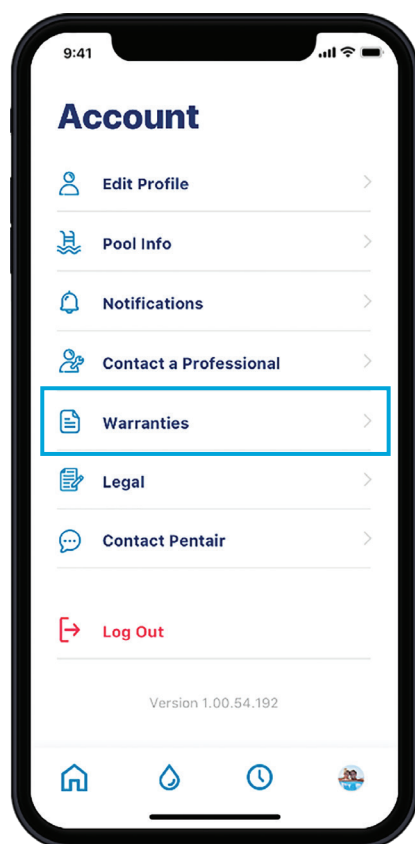 9:41
Account
Edit Profile
Pool Info
Notifications
Contact a Professional
Warranties
Legal
Contact Pentair
Log Out
Version 1.00.54.192